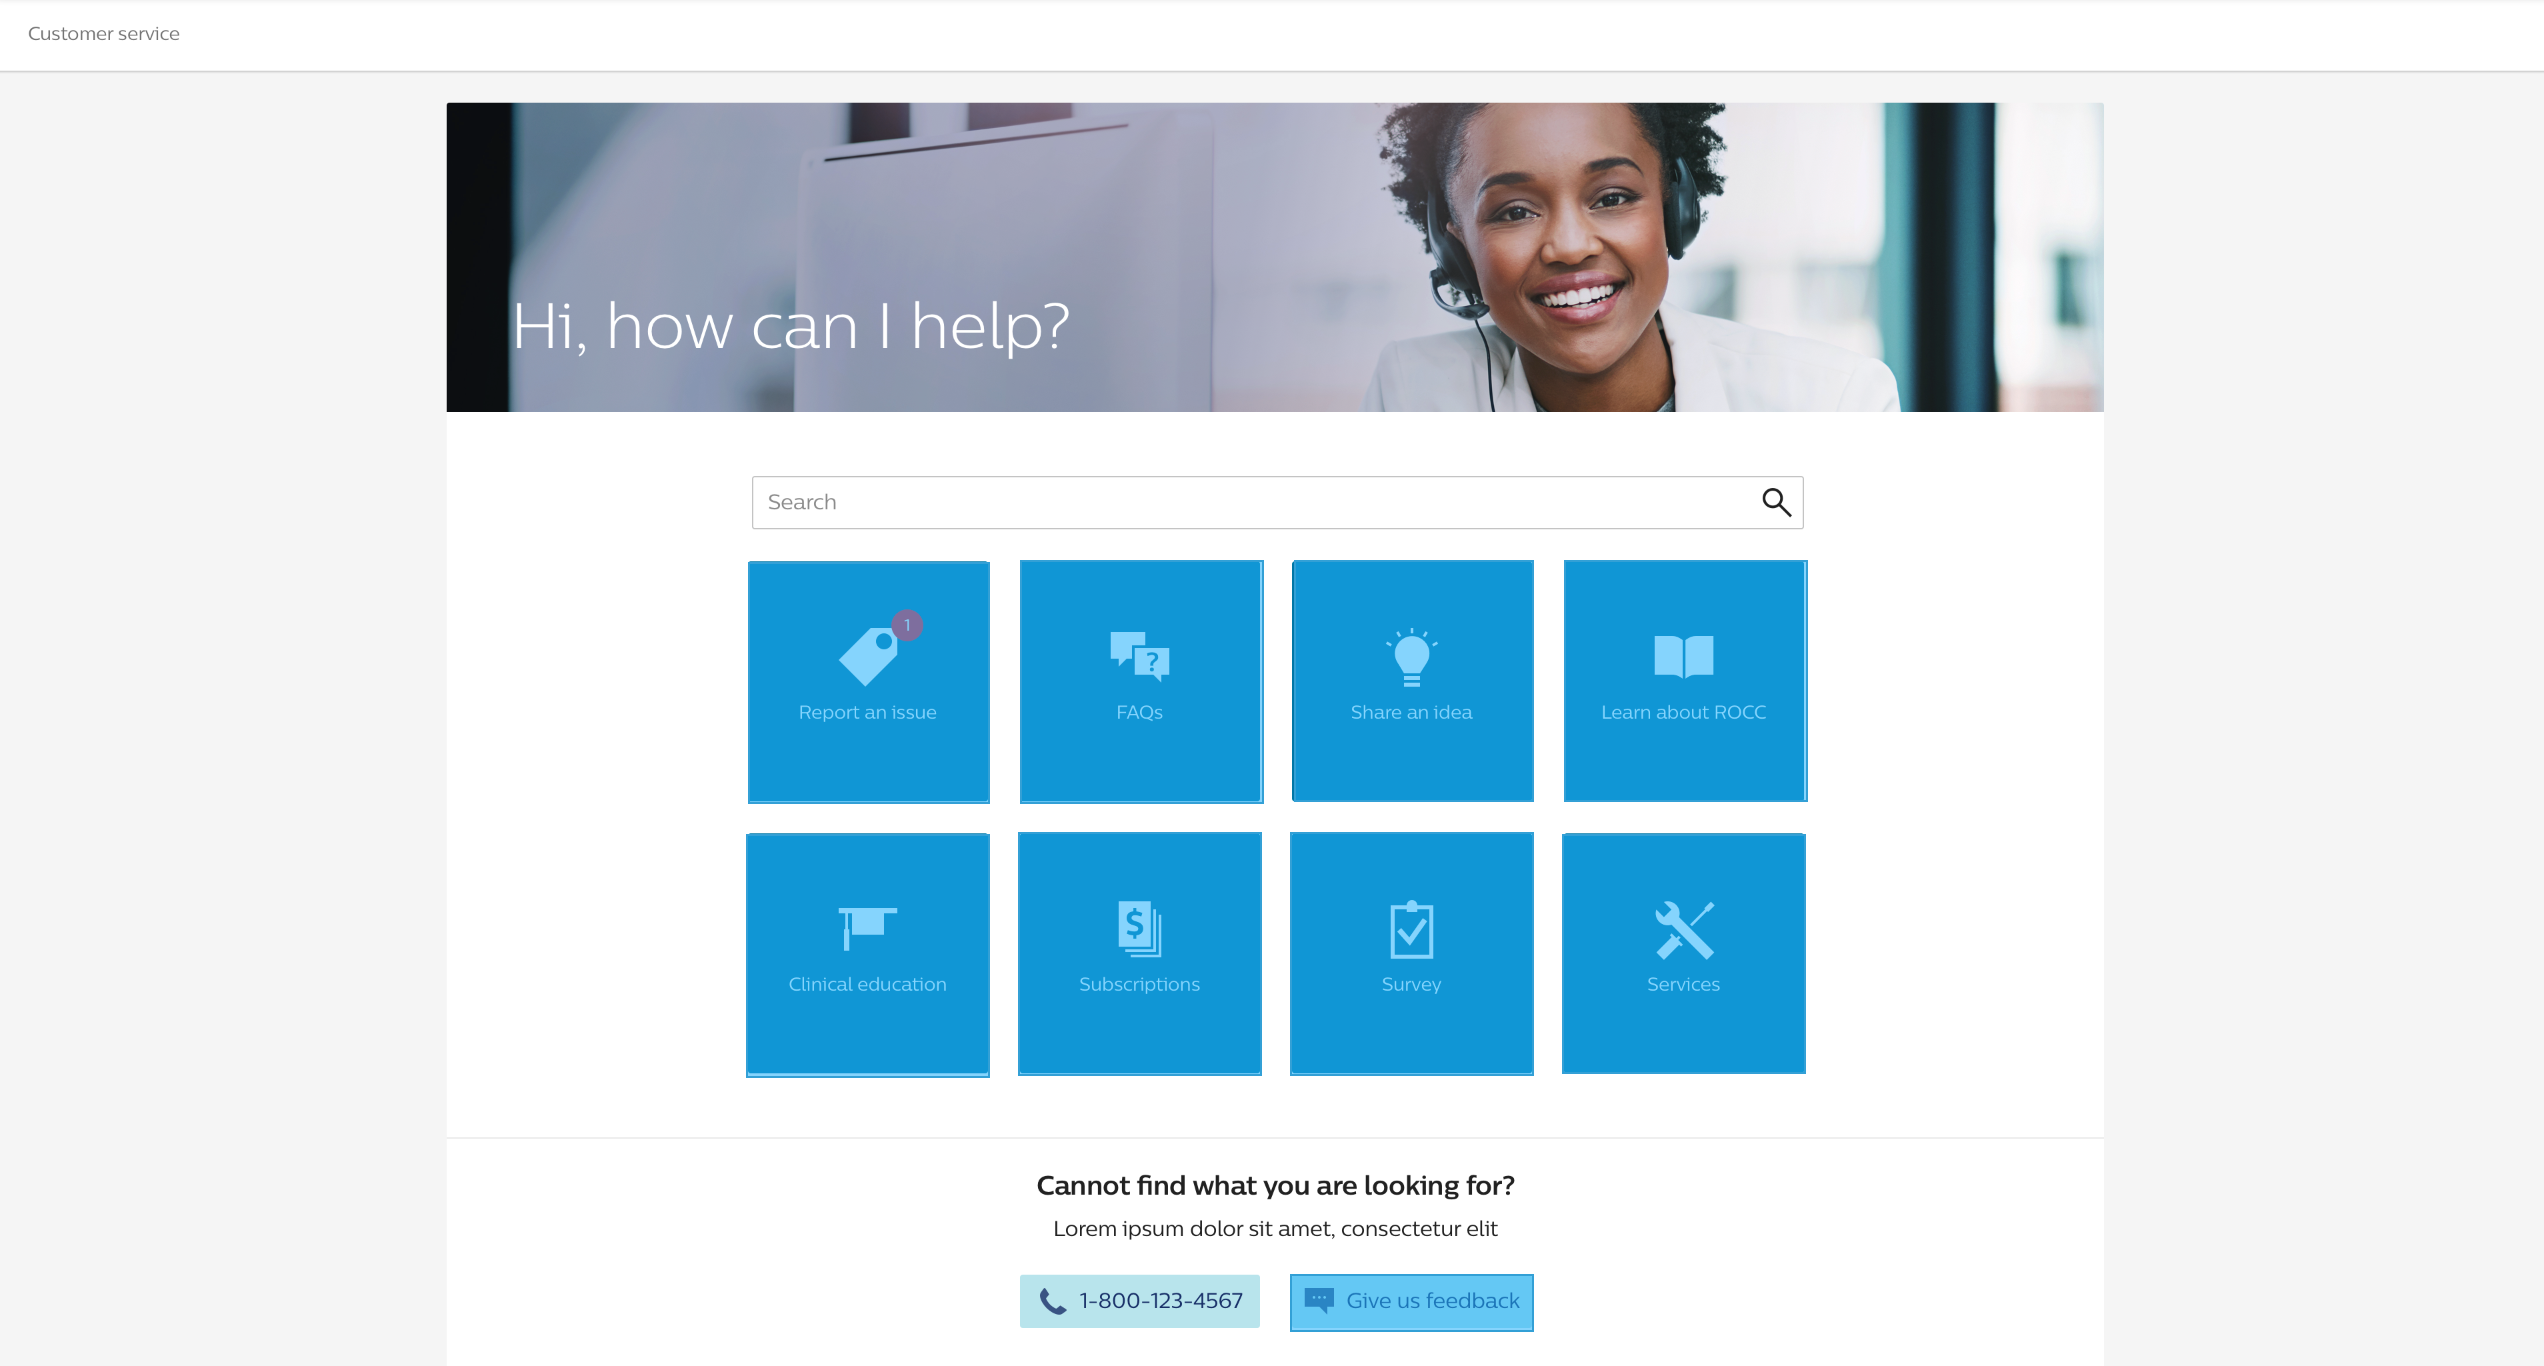 Customer service
Hi, how can I help?
Search
1
Report an issue
FAQs
Share an idea
Learn about ROCC
Clinical education
Subscriptions
Survey
Services
Cannot find what you are looking for?
Lorem ipsum dolor sit amet, consectetur elit
1-800-123-4567
Give us feedback